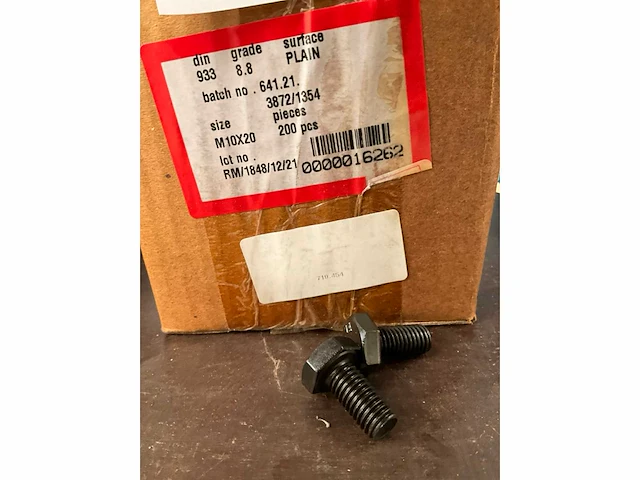 din grade surface
933 8.8 PLAIN
batch no . 641.21.
3872/1354
size pieces
M10X20 200 pcs
lot no .
RM/1848/12/21 0000016262